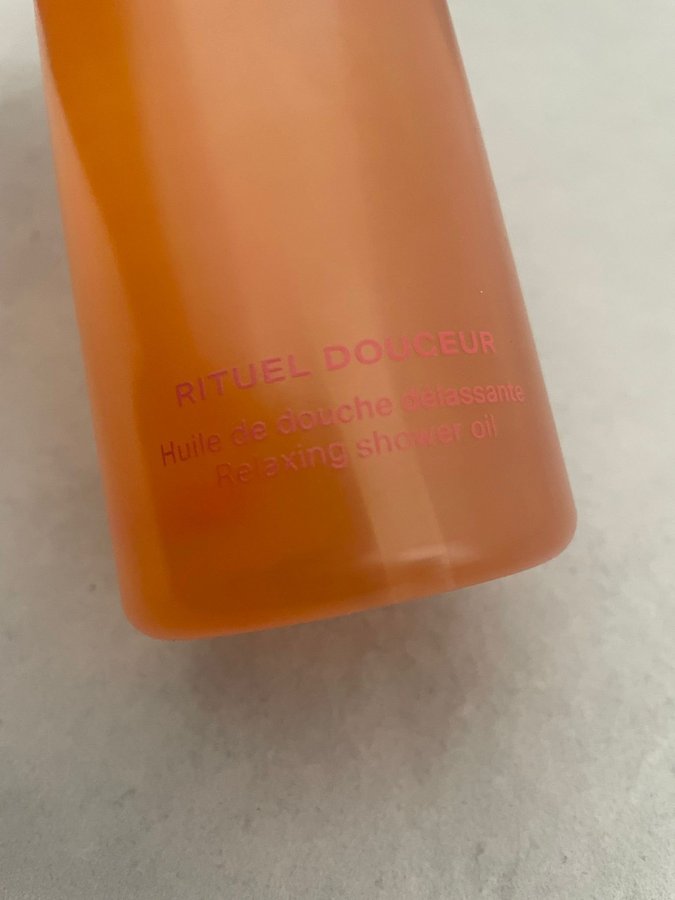 RITUEL DOUCEUR
Huile de douche délassante
Relaxing shower oil